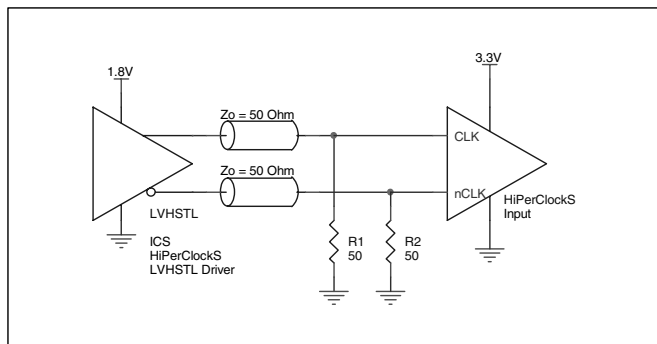 1.8V
3.3V
Zo = 50 Ohm
CLK
Zo = 50 Ohm
nCLK
LVHSTL
HiPerClockS
Input
ICS
HiPerClockS
LVHSTL Driver
R1
50
R2
50